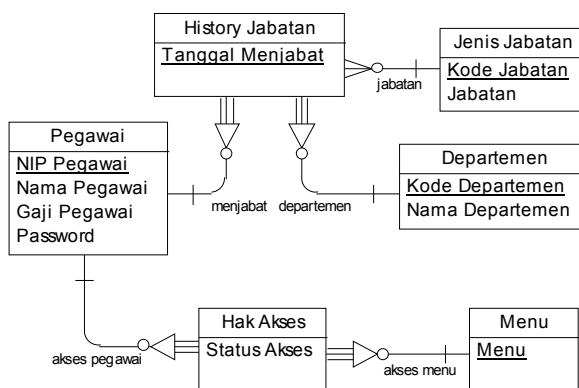 History Jabatan
Tanggal Menjabat
Jenis Jabatan
Kode Jabatan
Jabatan
jabatan
Pegawai
NIP Pegawai
Nama Pegawai
Gaji Pegawai
Password
menjabat
departemen
Departemen
Kode Departemen
Nama Departemen
akses pegawai
Hak Akses
Status Akses
akses menu
Menu
Menu